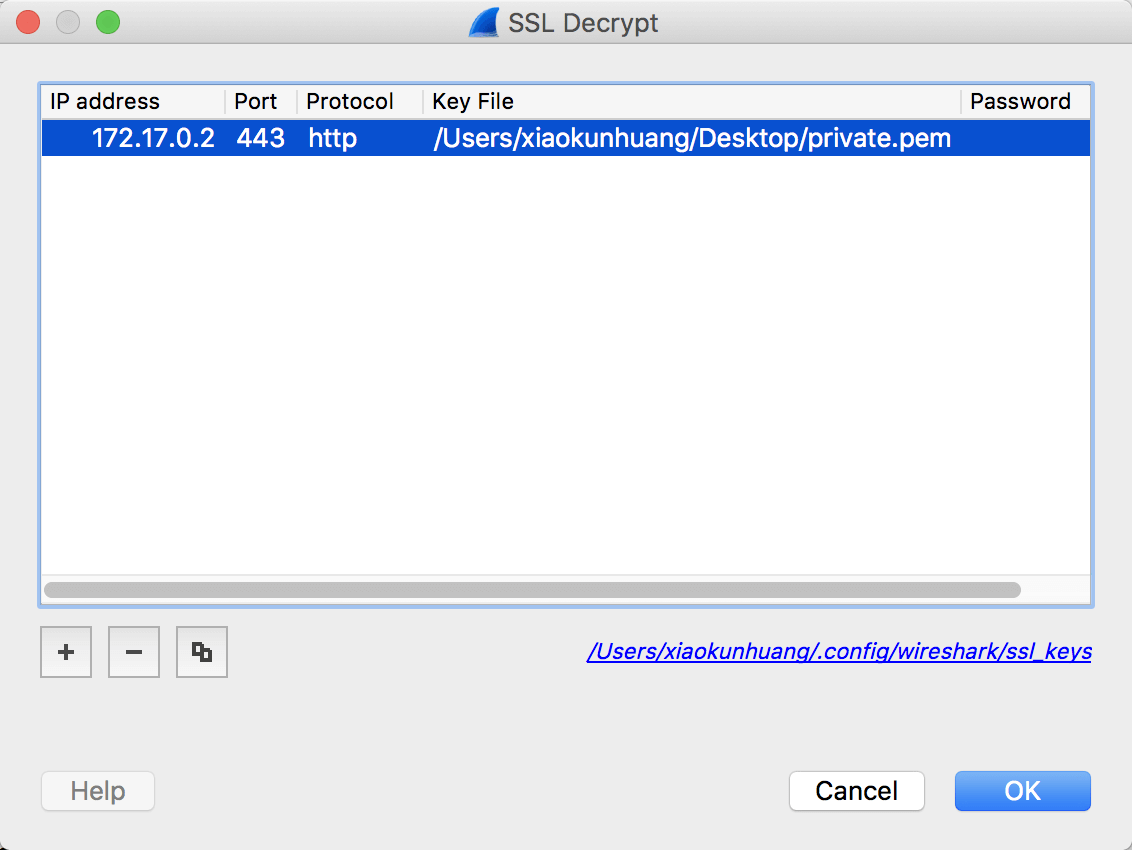 SSL Decrypt
IP address Port Protocol Key File Password
172.17.0.2 443 http /Users/xiaokunhuang/Desktop/private.pem
/Users/xiaokunhuang/.config/wireshark/ssl_keys
Help Cancel OK